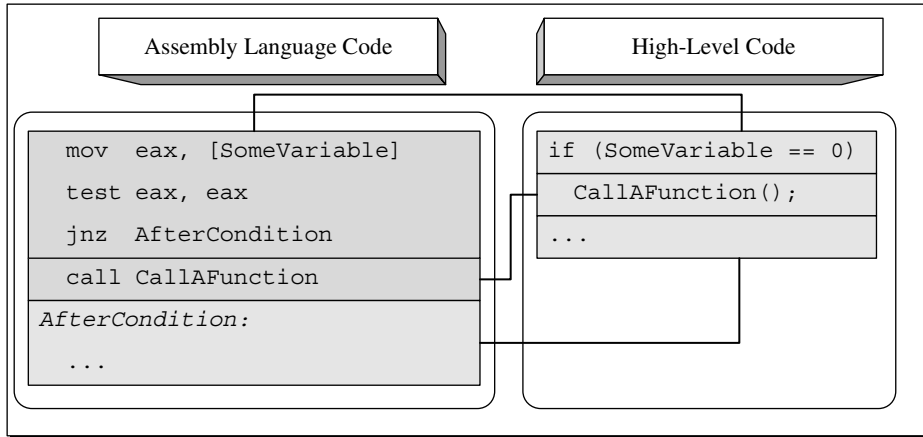 Assembly Language Code
High-Level Code
mov eax, [SomeVariable]
test eax, eax
jnz AfterCondition
call CallAFunction
AfterCondition:
...
if (SomeVariable == 0)
CallAFunction();
...